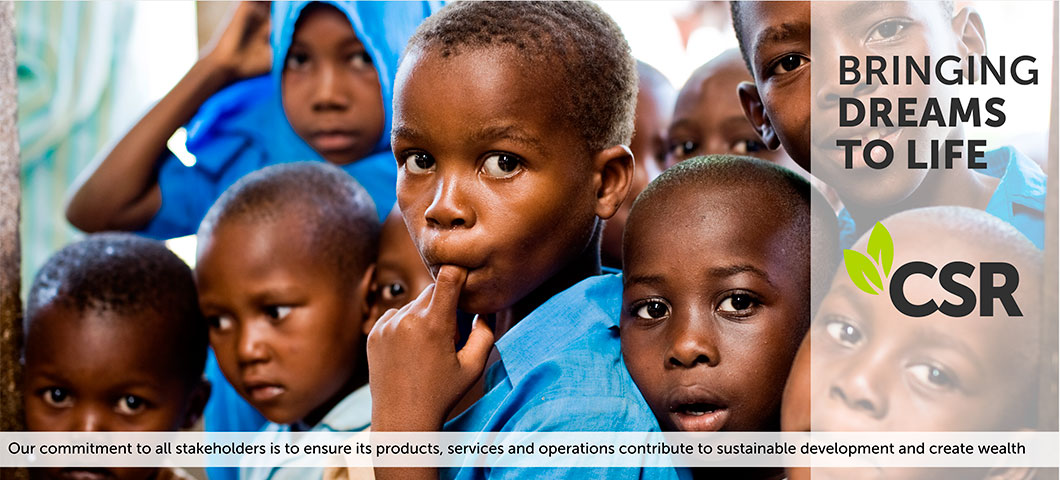 BRINGING
DREAMS
TO LIFE
CSR
Our commitment to all stakeholders is to ensure its products, services and operations contribute to sustainable development and create wealth